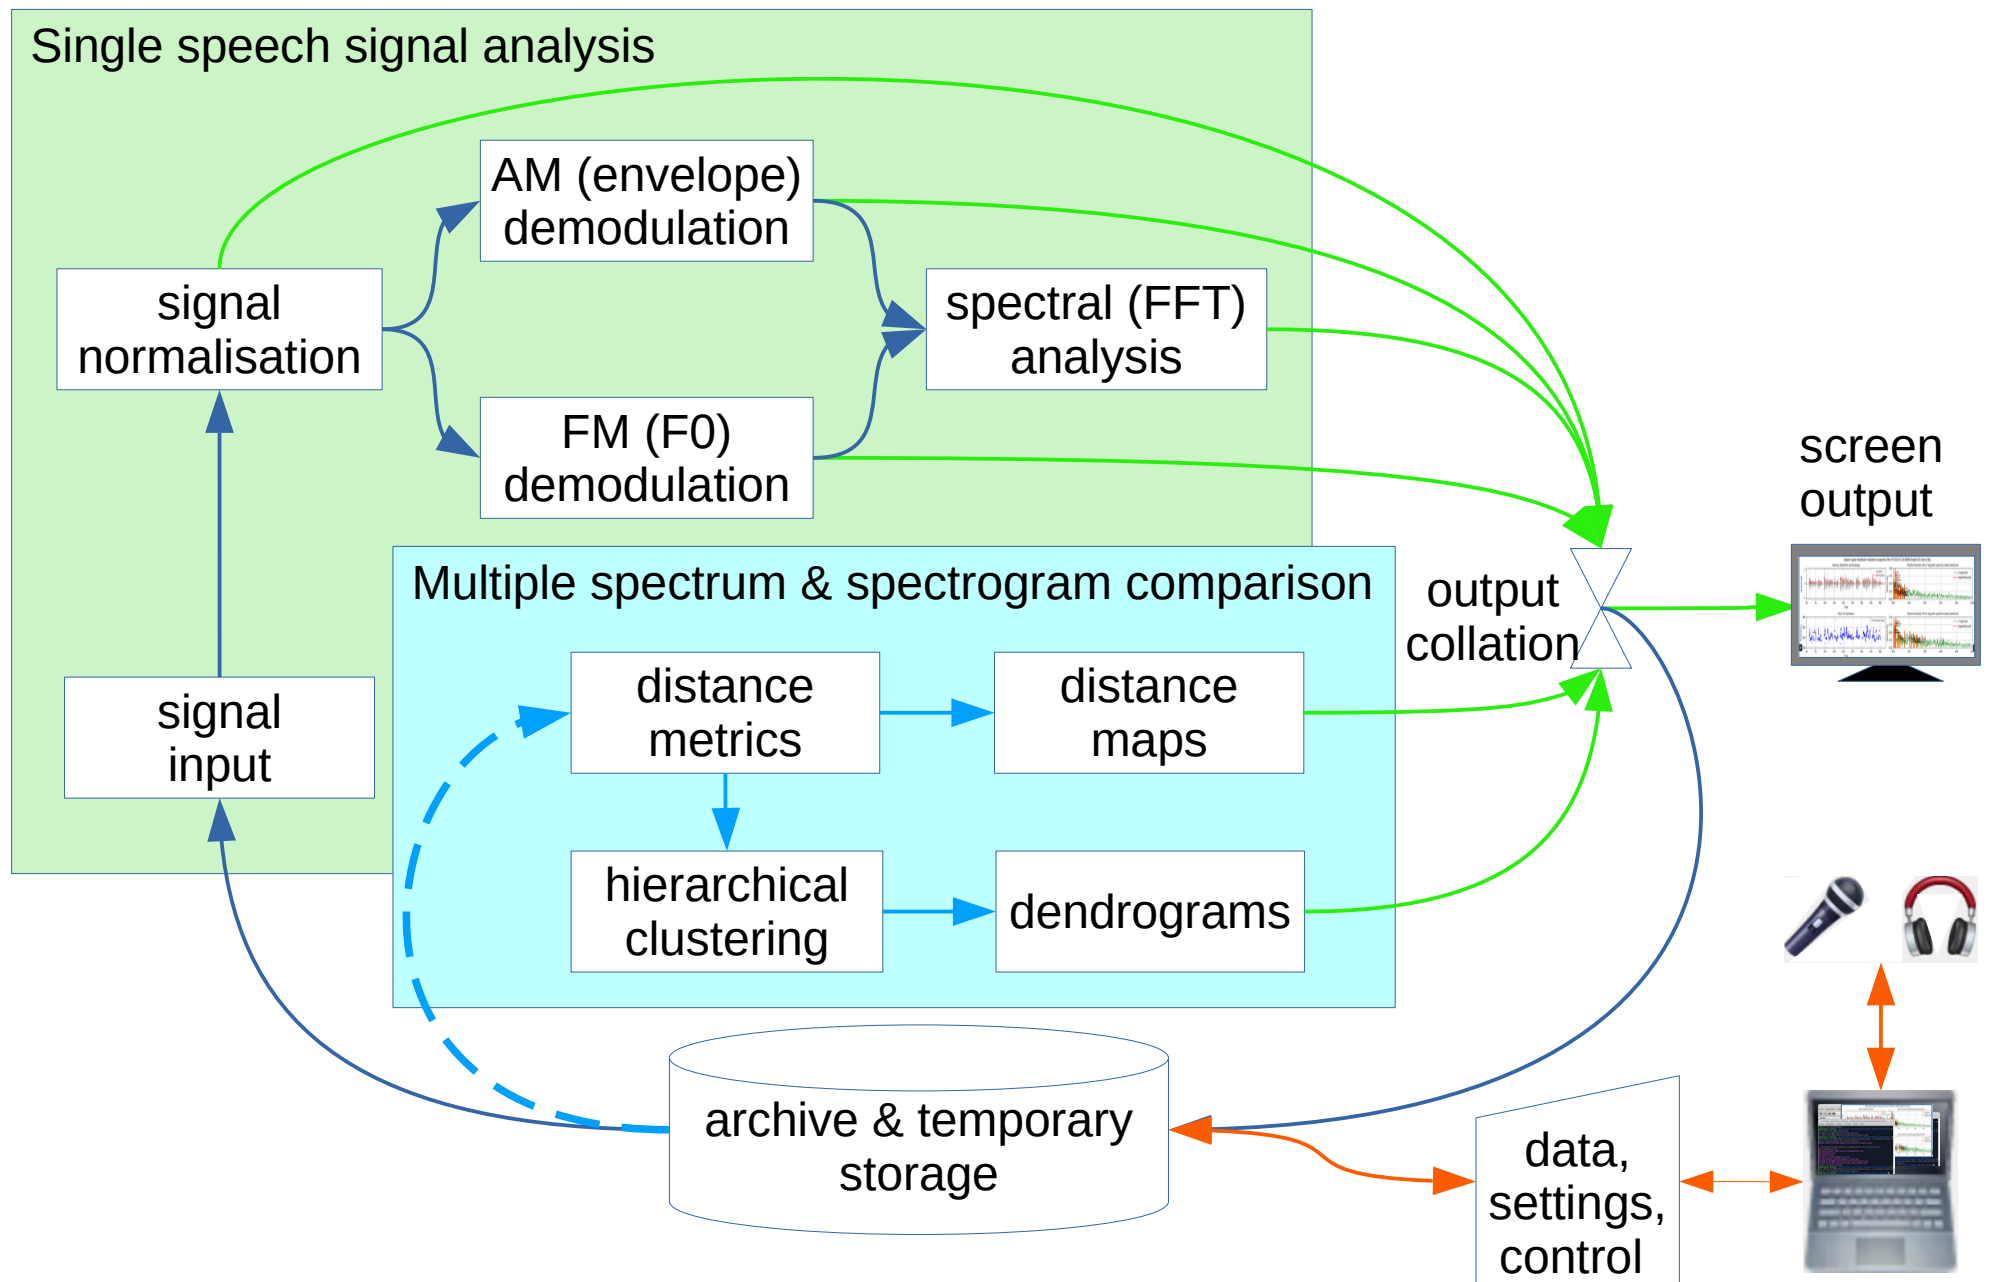 Single speech signal analysis
AM (envelope)
demodulation
signal
normalisation
spectral (FFT)
analysis
FM (F0)
demodulation
screen
output
Multiple spectrum & spectrogram comparison
output
collation
distance
metrics
distance
maps
signal
input
hierarchical
clustering
dendrograms
archive & temporary
storage
data,
settings,
control